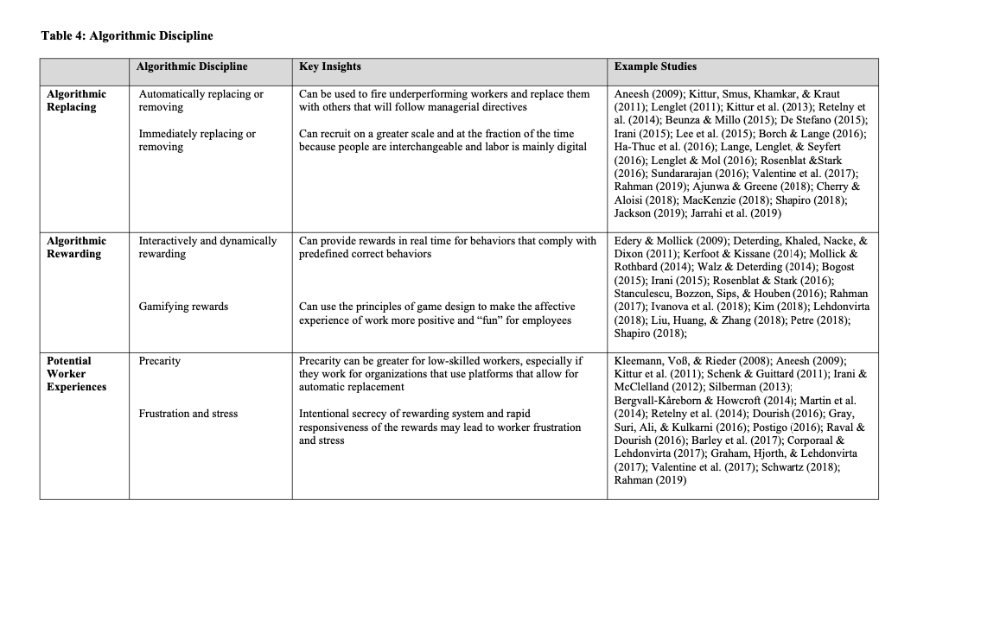 Table 4: Algorithmic Discipline
Algorithmic Discipline
Key Insights
Example Studies
Algorithmic
Replacing
Automatically replacing or
removing
Immediately replacing or
removing
Can be used to fire underperforming workers and replace them
with others that will follow managerial directives
Can recruit on a greater scale and at the fraction of the time
because people are interchangeable and labor is mainly digital
Aneesh (2009); Kittur, Smus, Khamkar, & Kraut
(2011); Lenglet (2011); Kittur et al. (2013); Retelny et
al. (2014); Beunza & Millo (2015); De Stefano (2015);
Irani (2015); Lee et al. (2015); Borch & Lange (2016);
Ha-Thuc et al. (2016); Lange, Lenglet, & Seyfert
(2016); Lenglet & Mol (2016); Rosenblat &Stark
(2016); Sundararajan (2016); Valentine et al. (2017);
Rahman (2019); Ajunwa & Greene (2018); Cherry &
Aloisi (2018); MacKenzie (2018); Shapiro (2018);
Jackson (2019); Jarrahi et al. (2019)
Algorithmic
Rewarding
Interactively and dynamically
rewarding
Gamifying rewards
Can provide rewards in real time for behaviors that comply with
predefined correct behaviors
Can use the principles of game design to make the affective
experience of work more positive and “fun” for employees
Edery & Mollick (2009); Deterding, Khaled, Nacke, &
Dixon (2011); Kerfoot & Kissane (2014); Mollick &
Rothbard (2014); Walz & Deterding (2014); Bogost
(2015); Irani (2015); Rosenblat & Stark (2016);
Stanculescu, Bozzon, Sips, & Houben (2016); Rahman
(2017); Ivanova et al. (2018); Kim (2018); Lehdonvirta
(2018); Liu, Huang, & Zhang (2018); Petre (2018);
Shapiro (2018);
Potential
Worker
Experiences
Precarity
Frustration and stress
Precarity can be greater for low-skilled workers, especially if
they work for organizations that use platforms that allow for
automatic replacement
Intentional secrecy of rewarding system and rapid
responsiveness of the rewards may lead to worker frustration
and stress
Kleemann, Voß, & Rieder (2008); Aneesh (2009);
Kittur et al. (2011); Schenk & Guittard (2011); Irani &
McClelland (2012); Silberman (2013);
Bergvall-Kåreborn & Howcroft (2014); Martin et al.
(2014); Retelny et al. (2014); Dourish (2016); Gray,
Suri, Ali, & Kulkarni (2016); Postigo (2016); Raval &
Dourish (2016); Barley et al. (2017); Corporaal &
Lehdonvirta (2017); Graham, Hjorth, & Lehdonvirta
(2017); Valentine et al. (2017); Schwartz (2018);
Rahman (2019)